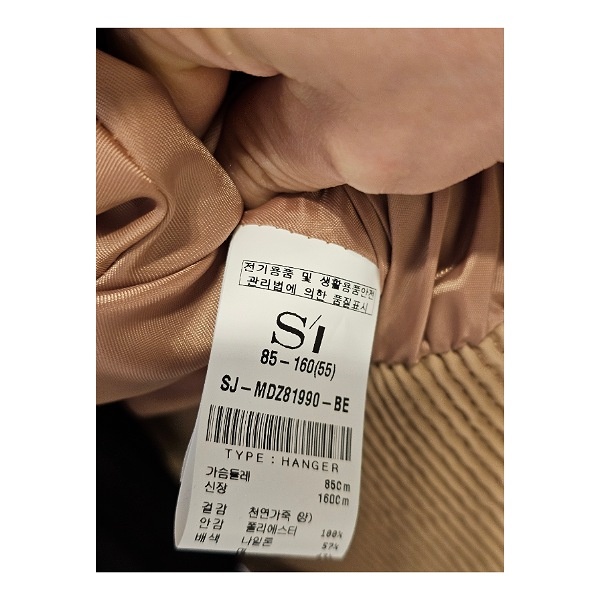 전기용품 및 생활용품안전
관리법에 의한 품질표시
S/I
85-160(55)
SJ-MDZ81990-BE
TYPE : HANGER
가슴둘레 85cm
신장 160cm
겉감 천연가죽 양) 100%
안감 폴리에스터
배색 나일론 57%